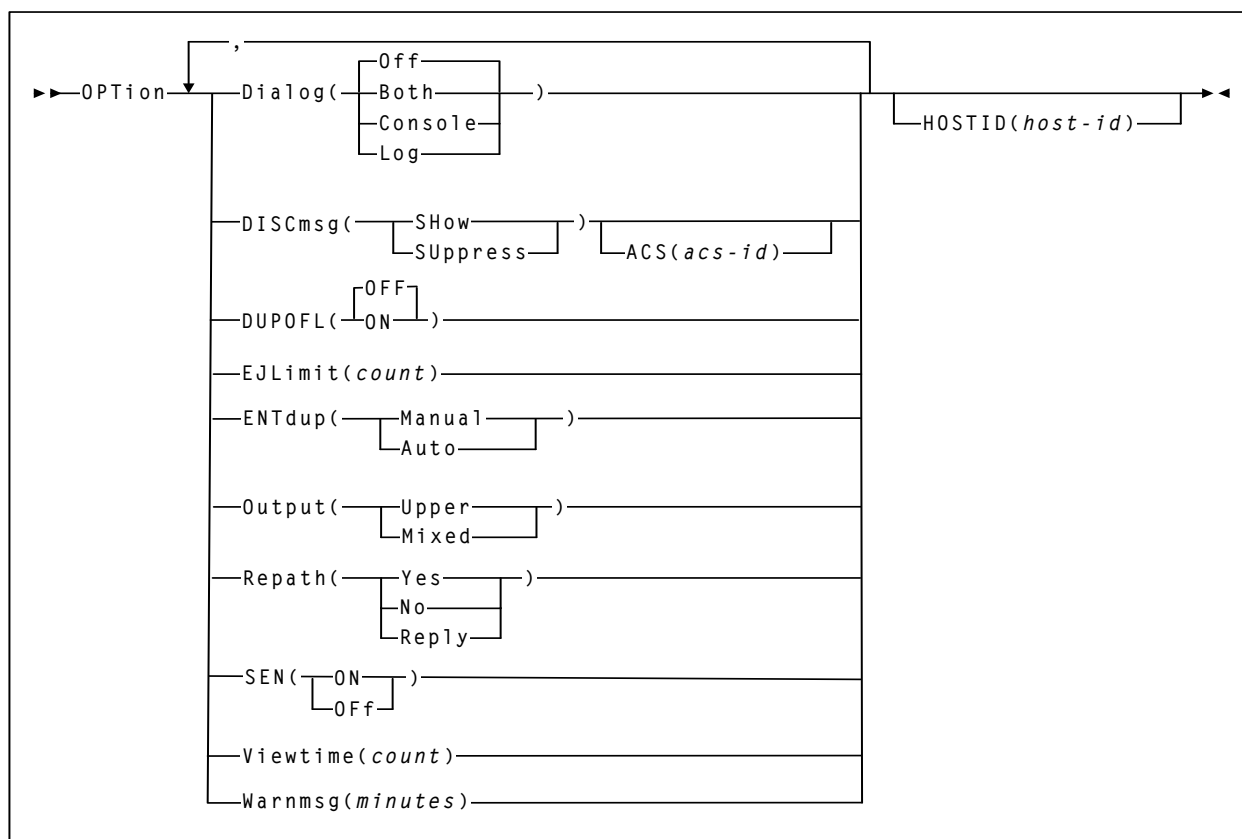 ,
Off
OPTion Dialog( Both )
Console
Log
HOSTID(host-id)
DISCmsg( SHow )
SUppress
ACS(acs-id)
OFF
DUPOFL( ON )
EJLimit(count)
ENTdup( Manual )
Auto
Output( Upper )
Mixed
Repath( Yes )
No
Reply
SEN( ON )
OFf
Viewtime(count)
Warnmsg(minutes)